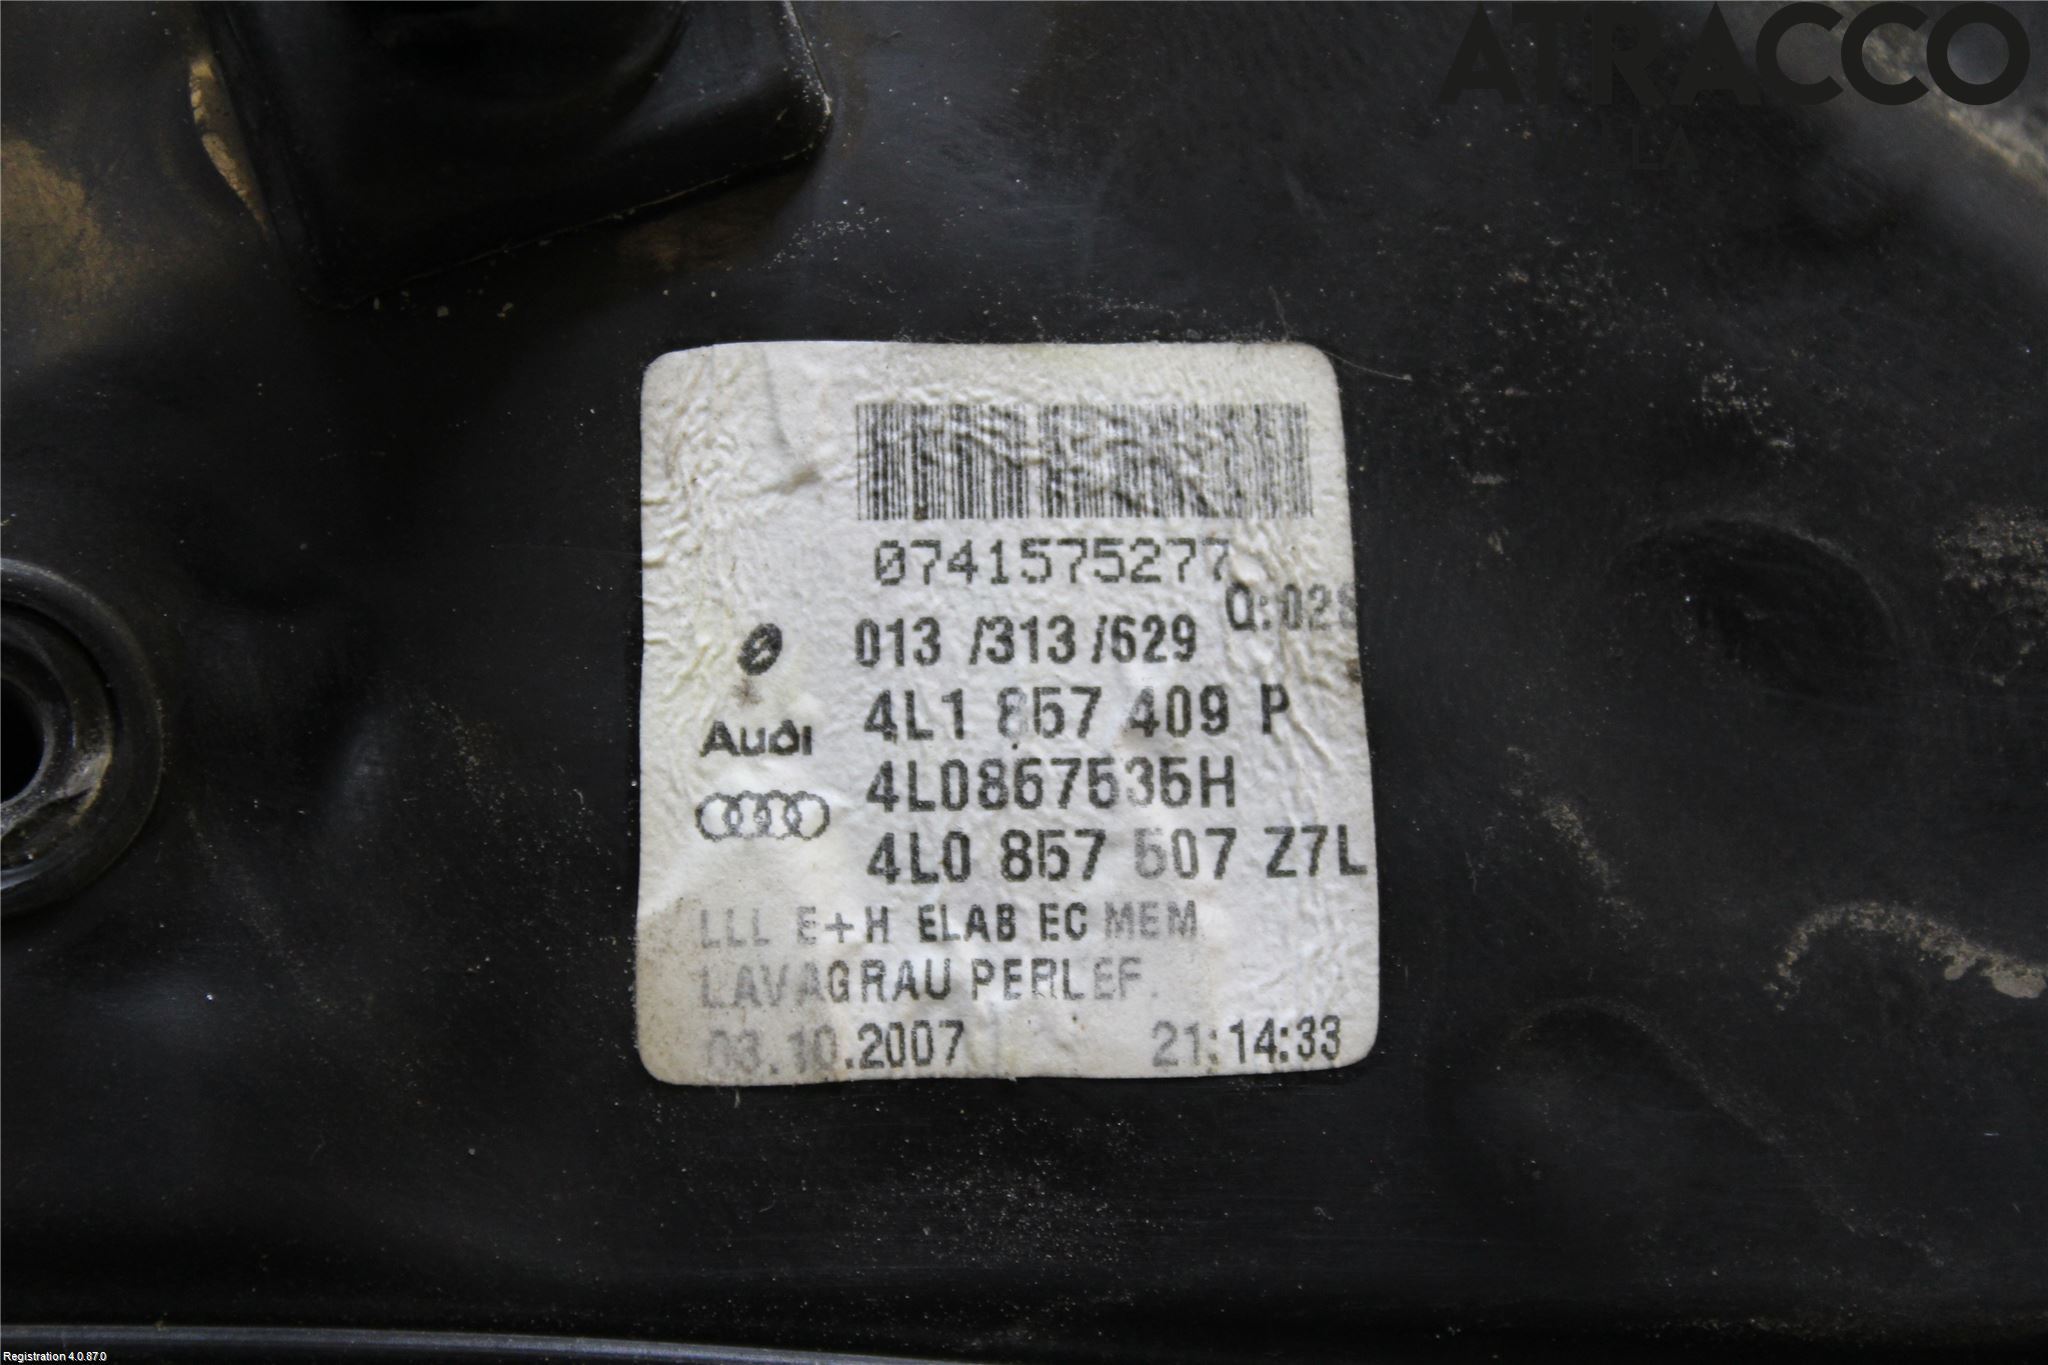 ATRACCO
0741575277
Q:028
013 /313 /629
4L1 857 409 P
Audi
4L0857535H
4L0 857 507 Z7L
LLL E+H ELAB EC MEM
LAVAGRAU PERLEF.
03.10.2007 21:14:33
Registration 4.0.87.0